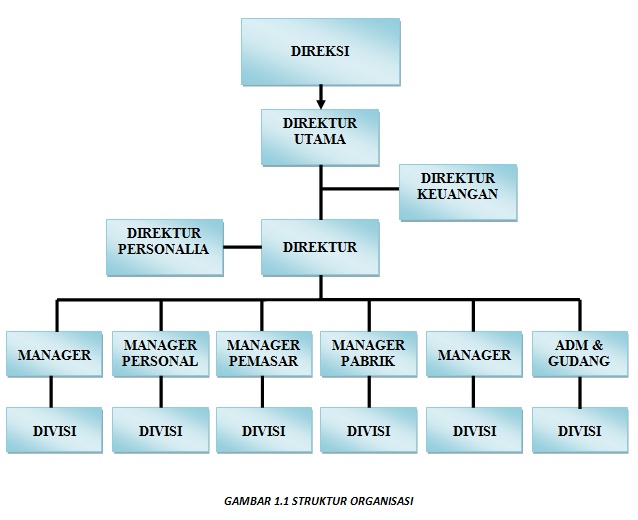 DIREKSI
DIREKTUR
UTAMA
DIREKTUR
KEUANGAN
DIREKTUR
PERSONALIA
DIREKTUR
MANAGER
MANAGER
PERSONAL
MANAGER
PEMASAR
MANAGER
PABRIK
MANAGER
ADM &
GUDANG
DIVISI
DIVISI
DIVISI
DIVISI
DIVISI
DIVISI
GAMBAR 1.1 STRUKTUR ORGANISASI